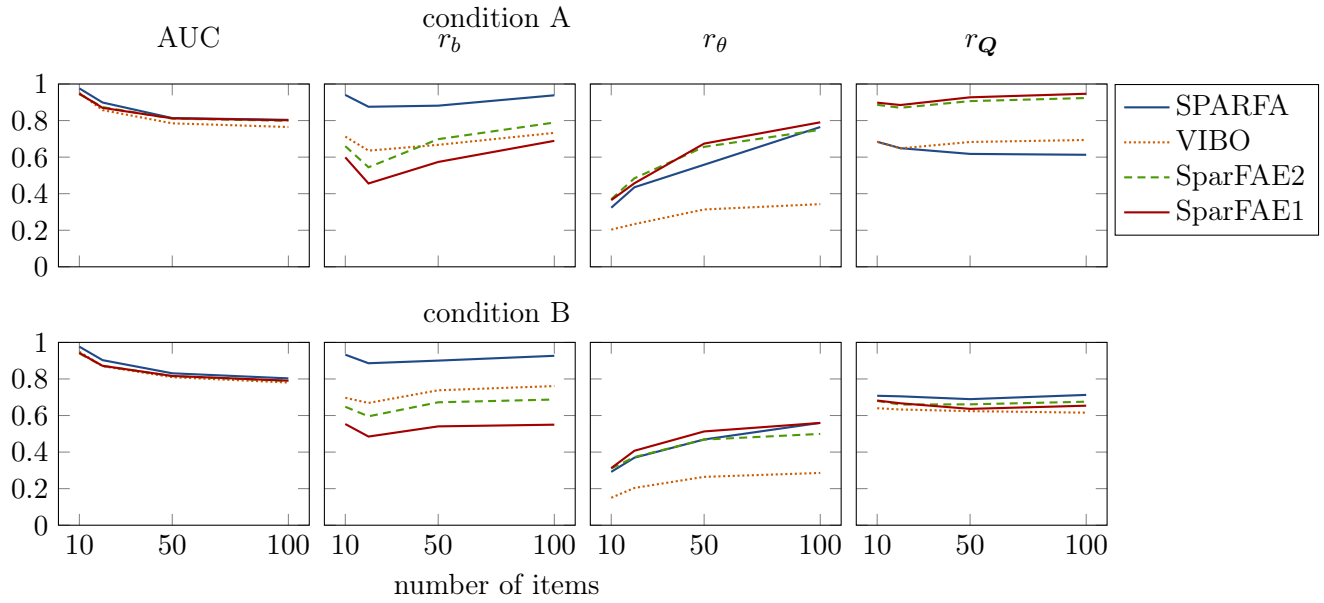 condition A
AUC
r_b
r_θ
r_Q
1
0.8
0.6
0.4
0.2
0
SPARFA
VIBO
SparFAE2
SparFAE1
condition B
1
0.8
0.6
0.4
0.2
0
10 50 100 10 50 100 10 50 100 10 50 100
number of items